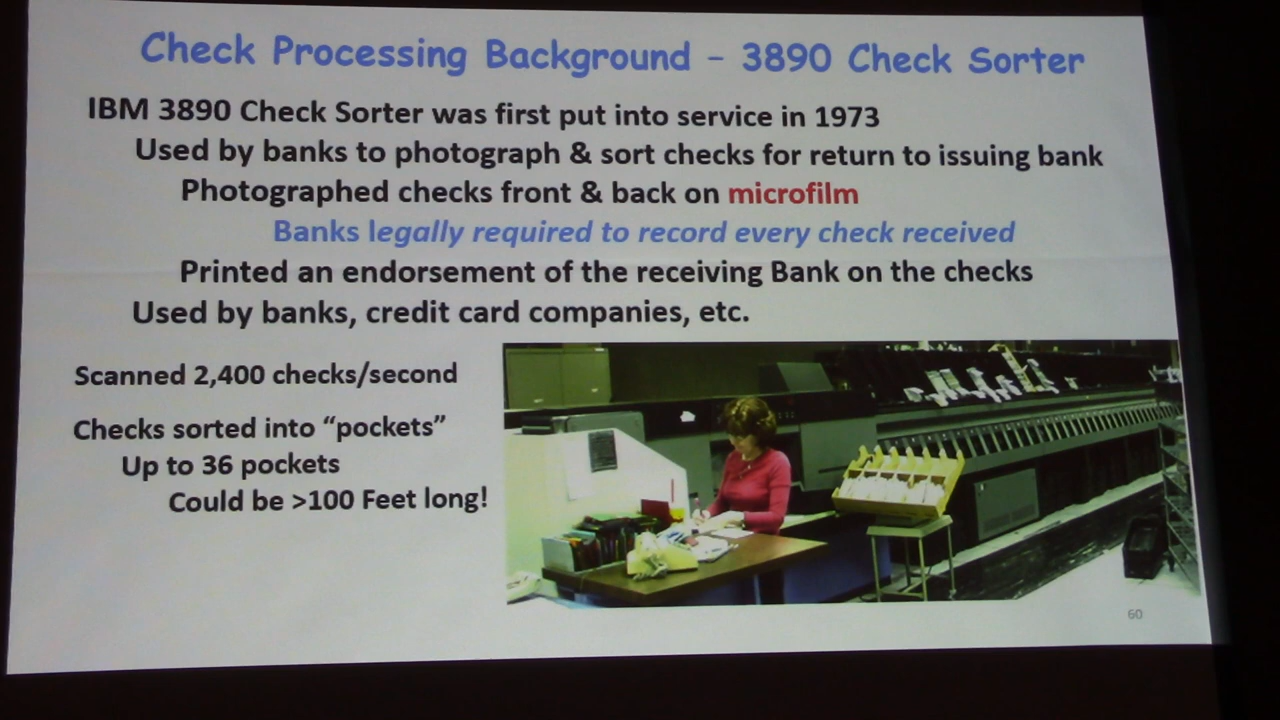 Check Processing Background - 3890 Check Sorter
IBM 3890 Check Sorter was first put into service in 1973
Used by banks to photograph & sort checks for return to issuing bank
Photographed checks front & back on microfilm
Banks legally required to record every check received
Printed an endorsement of the receiving Bank on the checks
Used by banks, credit card companies, etc.
Scanned 2,400 checks/second
Checks sorted into “pockets”
Up to 36 pockets
Could be >100 Feet long!
60